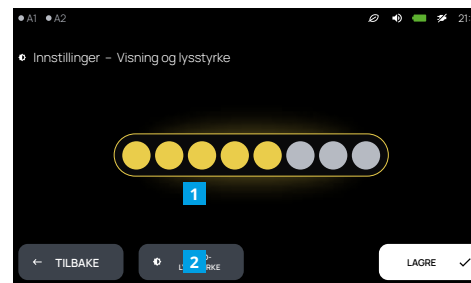 A1 A2 21:
Innstillinger – Visning og lysstyrke
1
TILBAKE
2
LAGRE